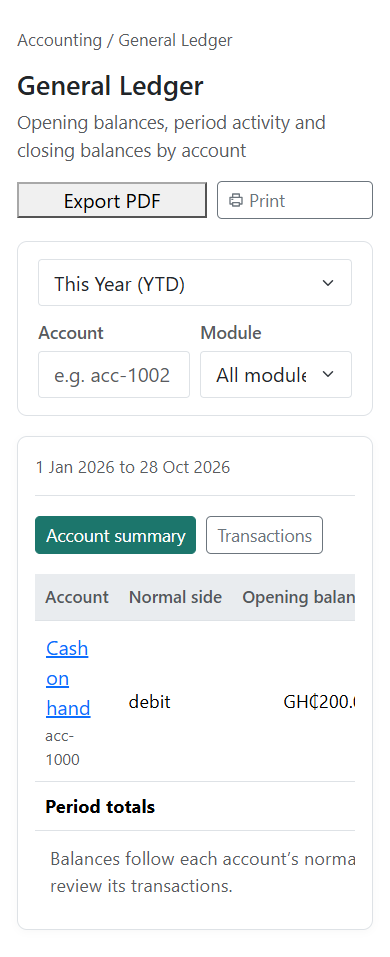 Accounting / General Ledger
General Ledger
Opening balances, period activity and
closing balances by account
Export PDF
Print
This Year (YTD)
Account
Module
e.g. acc-1002
All module
1 Jan 2026 to 28 Oct 2026
Account summary
Transactions
Account Normal side Opening balan
Cash
on
hand
acc-
1000
debit
GH₵200.0
Period totals
Balances follow each account’s norma
review its transactions.